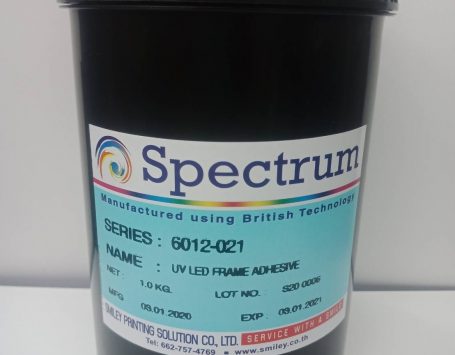 Spectrum
Manufactured using British Technology
SERIES : 6012-021
NAME : UV LED FRAME ADHESIVE
NET : 1.0 KG. LOT NO. S20 0006
MFG 09.01.2020 EXP. 09.01.2021
SMILEY PRINTING SOLUTION CO., LTD. SERVICE WITH A SMILE
Tel: 662-757-4769 • www.smiley.co.th